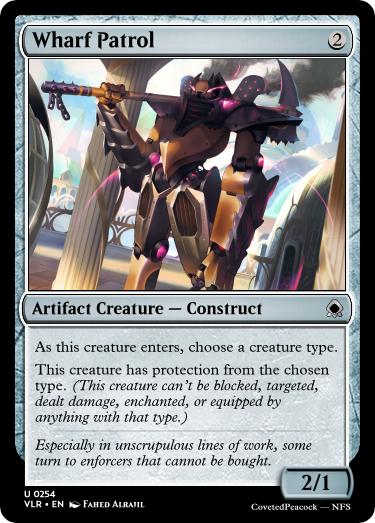 Wharf Patrol
2
Artifact Creature — Construct
As this creature enters, choose a creature type.
This creature has protection from the chosen
type. (This creature can't be blocked, targeted,
dealt damage, enchanted, or equipped by
anything with that type.)
Especially in unscrupulous lines of work, some
turn to enforcers that cannot be bought.
2/1
U 0254
VLR • EN Fahed Alrajil
CovetedPeacock — NFS